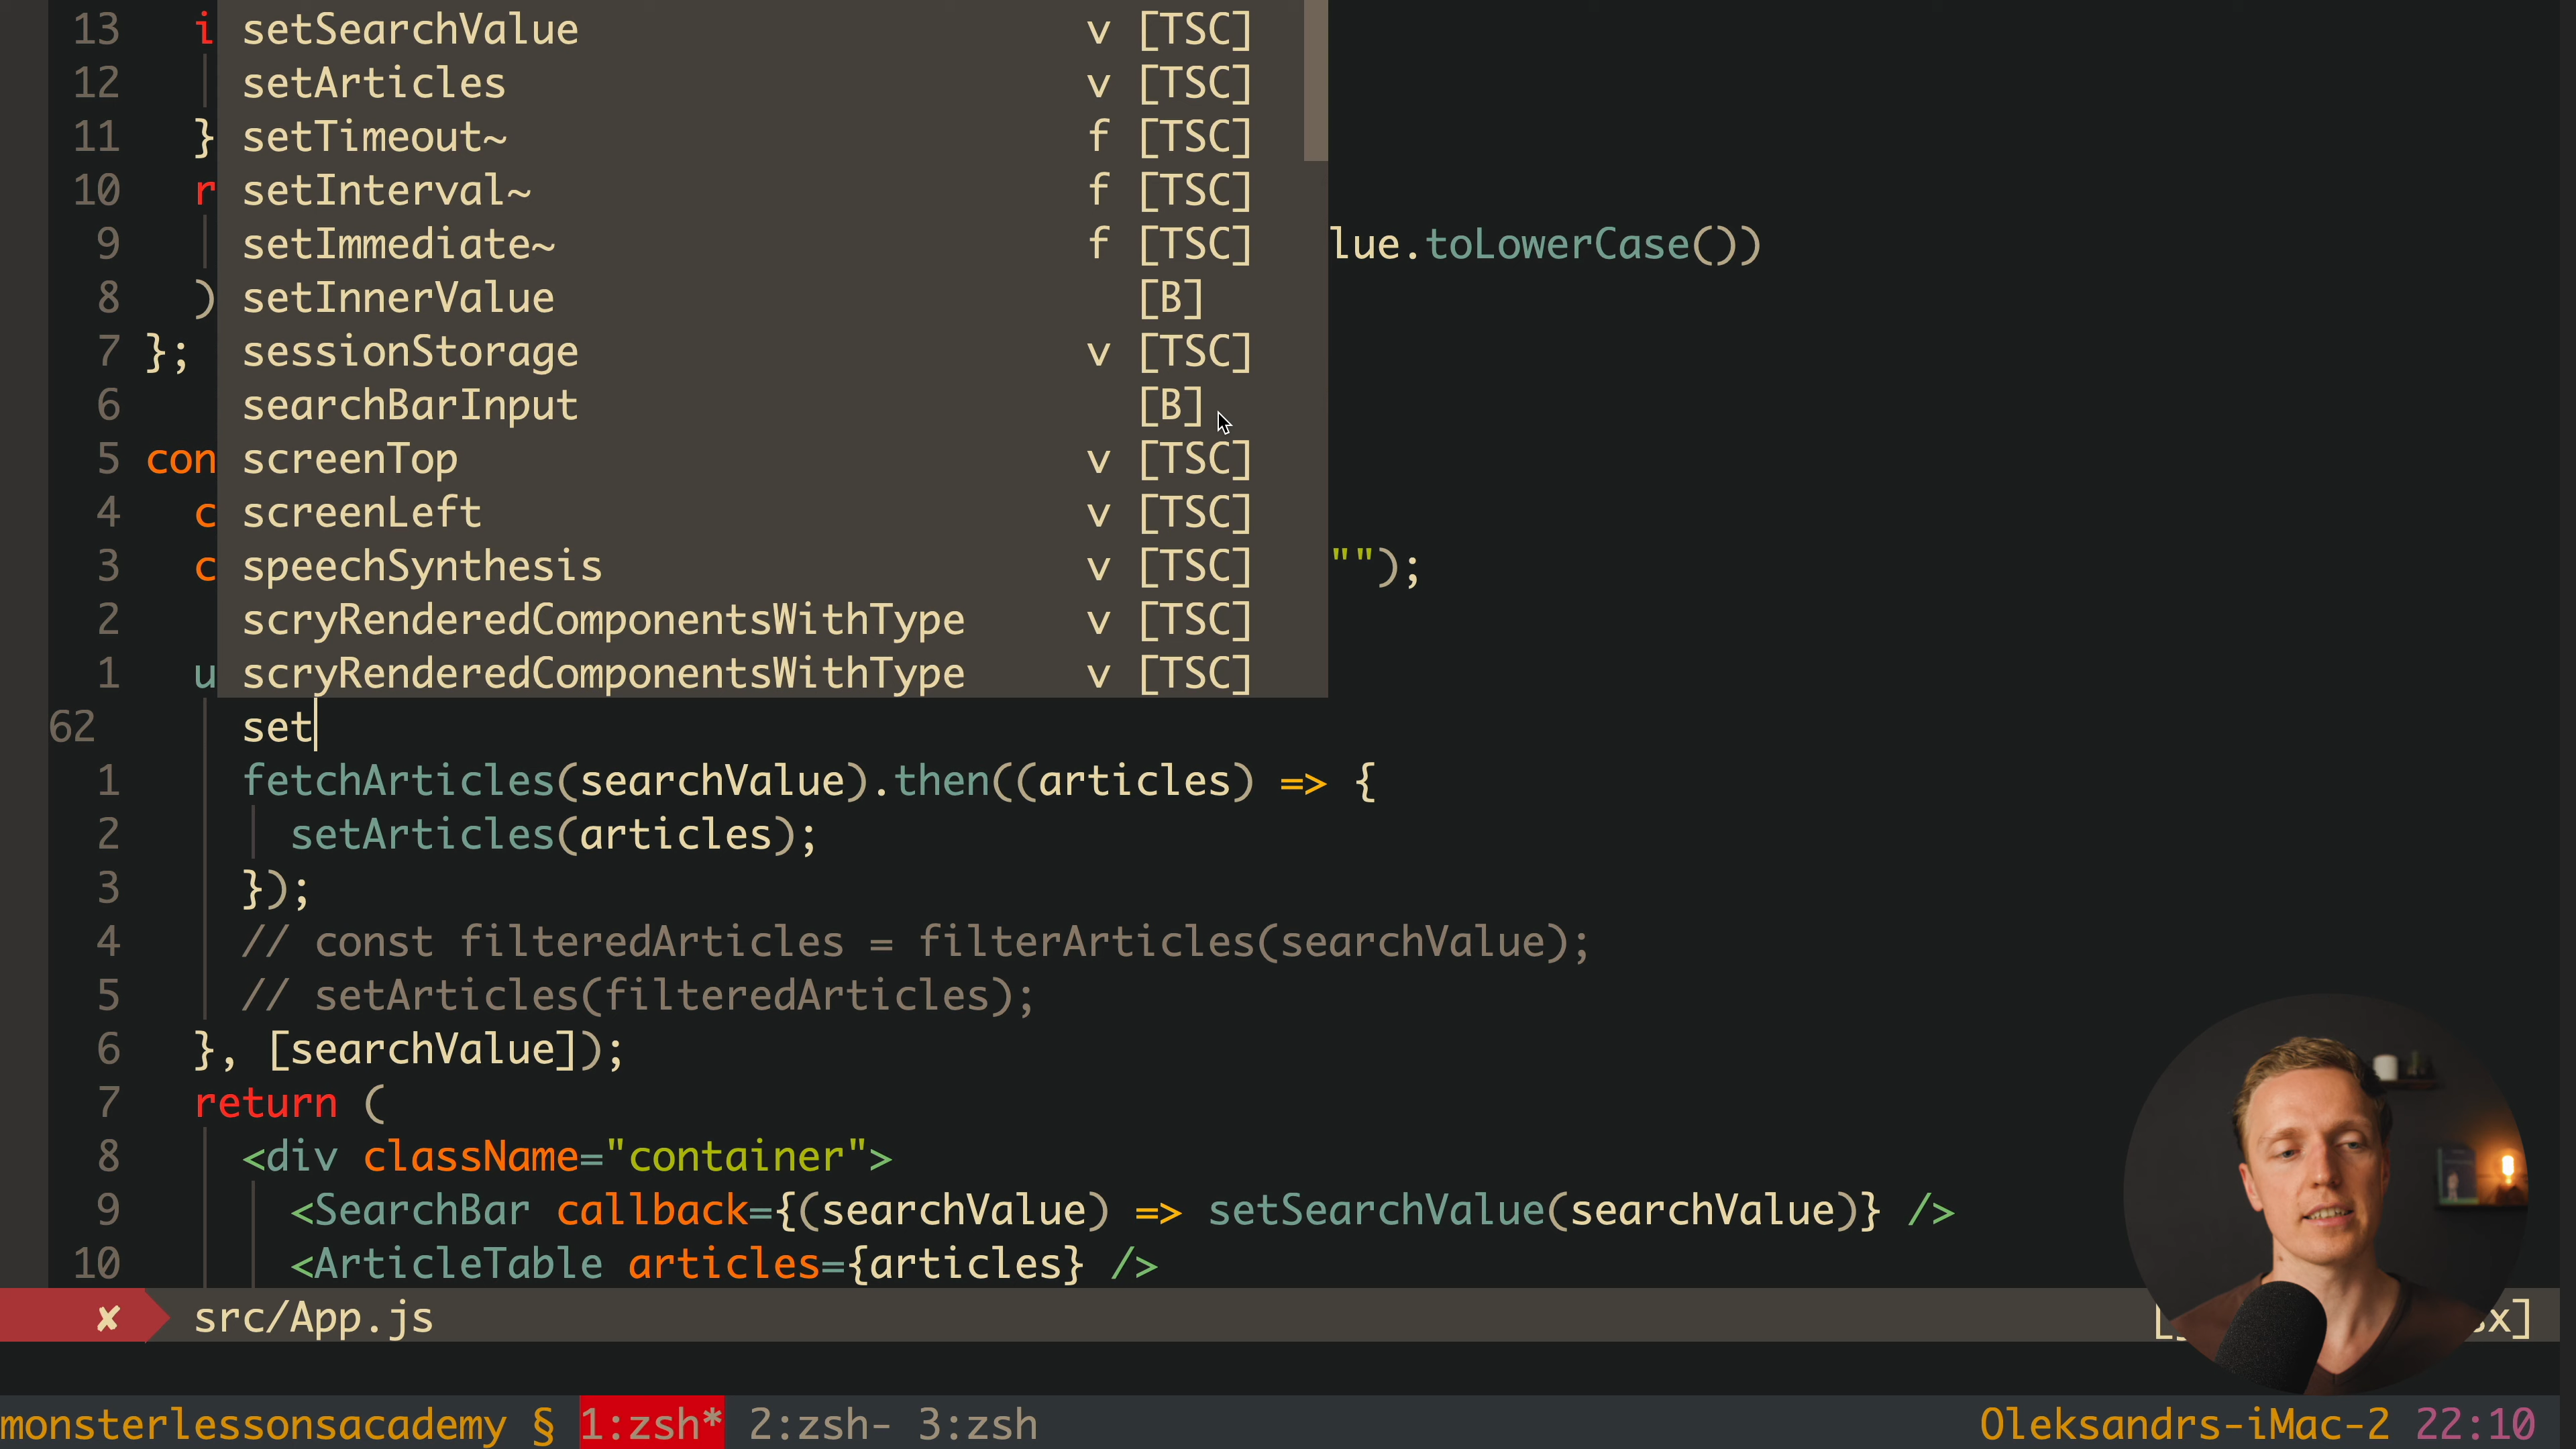 13 i setSearchValue v [TSC]
12 setArticles v [TSC]
11 } setTimeout~ f [TSC]
10 r setInterval~ f [TSC]
9 setImmediate~ f [TSC] lue.toLowerCase())
8 ) setInnerValue [B]
7 }; sessionStorage v [TSC]
6 searchBarInput [B]
5 con screenTop v [TSC]
4 c screenLeft v [TSC]
3 c speechSynthesis v [TSC] "");
2 scryRenderedComponentsWithType v [TSC]
1 u scryRenderedComponentsWithType v [TSC]
62 set
1 fetchArticles(searchValue).then((articles) => {
2 setArticles(articles);
3 });
4 // const filteredArticles = filterArticles(searchValue);
5 // setArticles(filteredArticles);
6 }, [searchValue]);
7 return (
8 <div className="container">
9 <SearchBar callback={(searchValue) => setSearchValue(searchValue)} />
10 <ArticleTable articles={articles} />
✘ src/App.js x]
monsterlessonsacademy § 1:zsh* 2:zsh- 3:zsh Oleksandrs-iMac-2 22:10